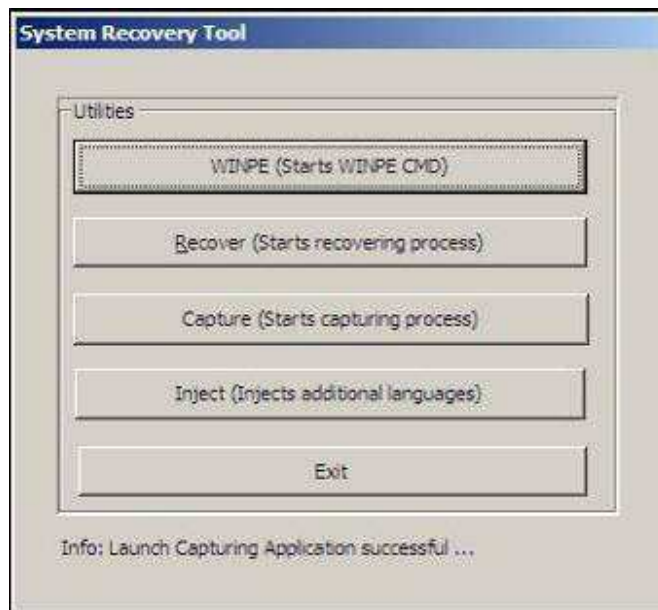 System Recovery Tool
Utilities
WINPE (Starts WINPE CMD)
Recover (Starts recovering process)
Capture (Starts capturing process)
Inject (Injects additional languages)
Exit
Info: Launch Capturing Application successful ...